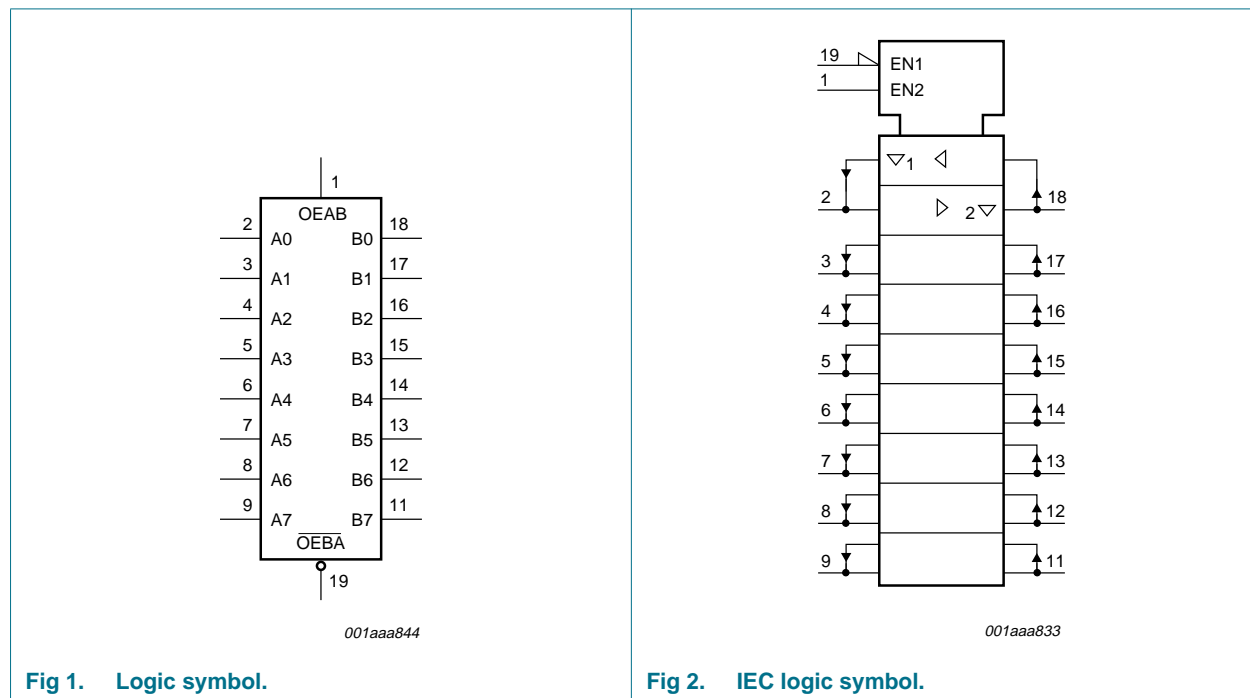 1
OEAB
2 A0 B0 18
3 A1 B1 17
4 A2 B2 16
5 A3 B3 15
6 A4 B4 14
7 A5 B5 13
8 A6 B6 12
9 A7 B7 11
OEBA
19
001aaa844
Fig 1. Logic symbol.
19 EN1
1 EN2
1
2 18
2
3 17
4 16
5 15
6 14
7 13
8 12
9 11
001aaa833
Fig 2. IEC logic symbol.